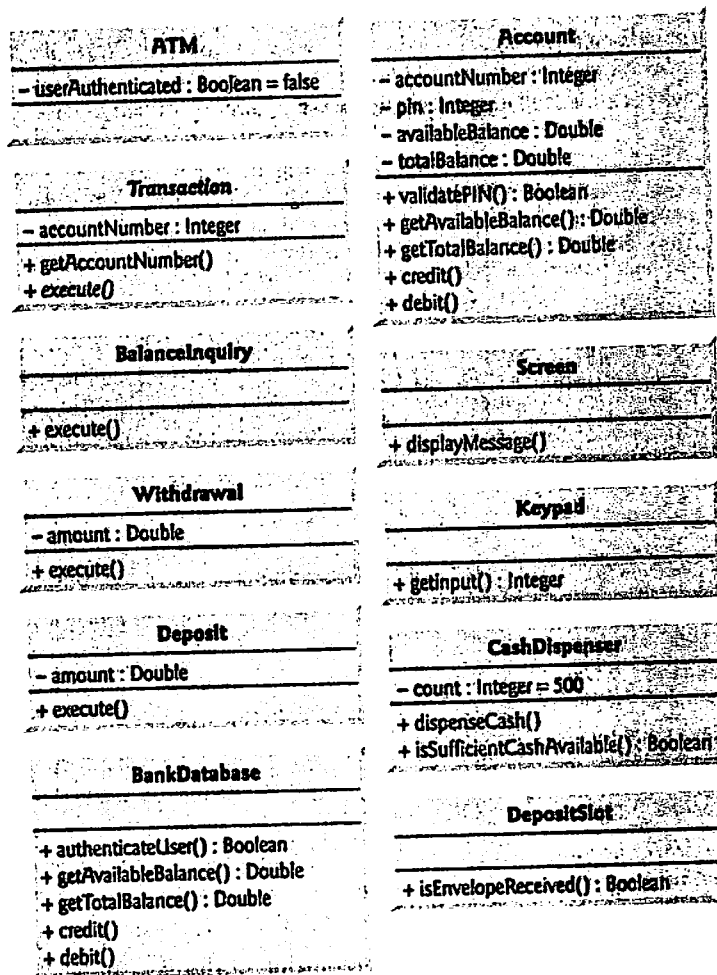 ATM
– userAuthenticated : Boolean = false
Transaction
– accountNumber : Integer
+ getAccountNumber()
+ execute()
BalanceInquiry
+ execute()
Withdrawal
– amount : Double
+ execute()
Deposit
– amount : Double
+ execute()
BankDatabase
+ authenticateUser() : Boolean
+ getAvailableBalance() : Double
+ getTotalBalance() : Double
+ credit()
+ debit()
Account
– accountNumber : Integer
– pin : Integer
– availableBalance : Double
– totalBalance : Double
+ validatePIN() : Boolean
+ getAvailableBalance() : Double
+ getTotalBalance() : Double
+ credit()
+ debit()
Screen
+ displayMessage()
Keypad
+ getInput() : Integer
CashDispenser
– count : Integer = 500
+ dispenseCash()
+ isSufficientCashAvailable() : Boolean
DepositSlot
+ isEnvelopeReceived() : Boolean